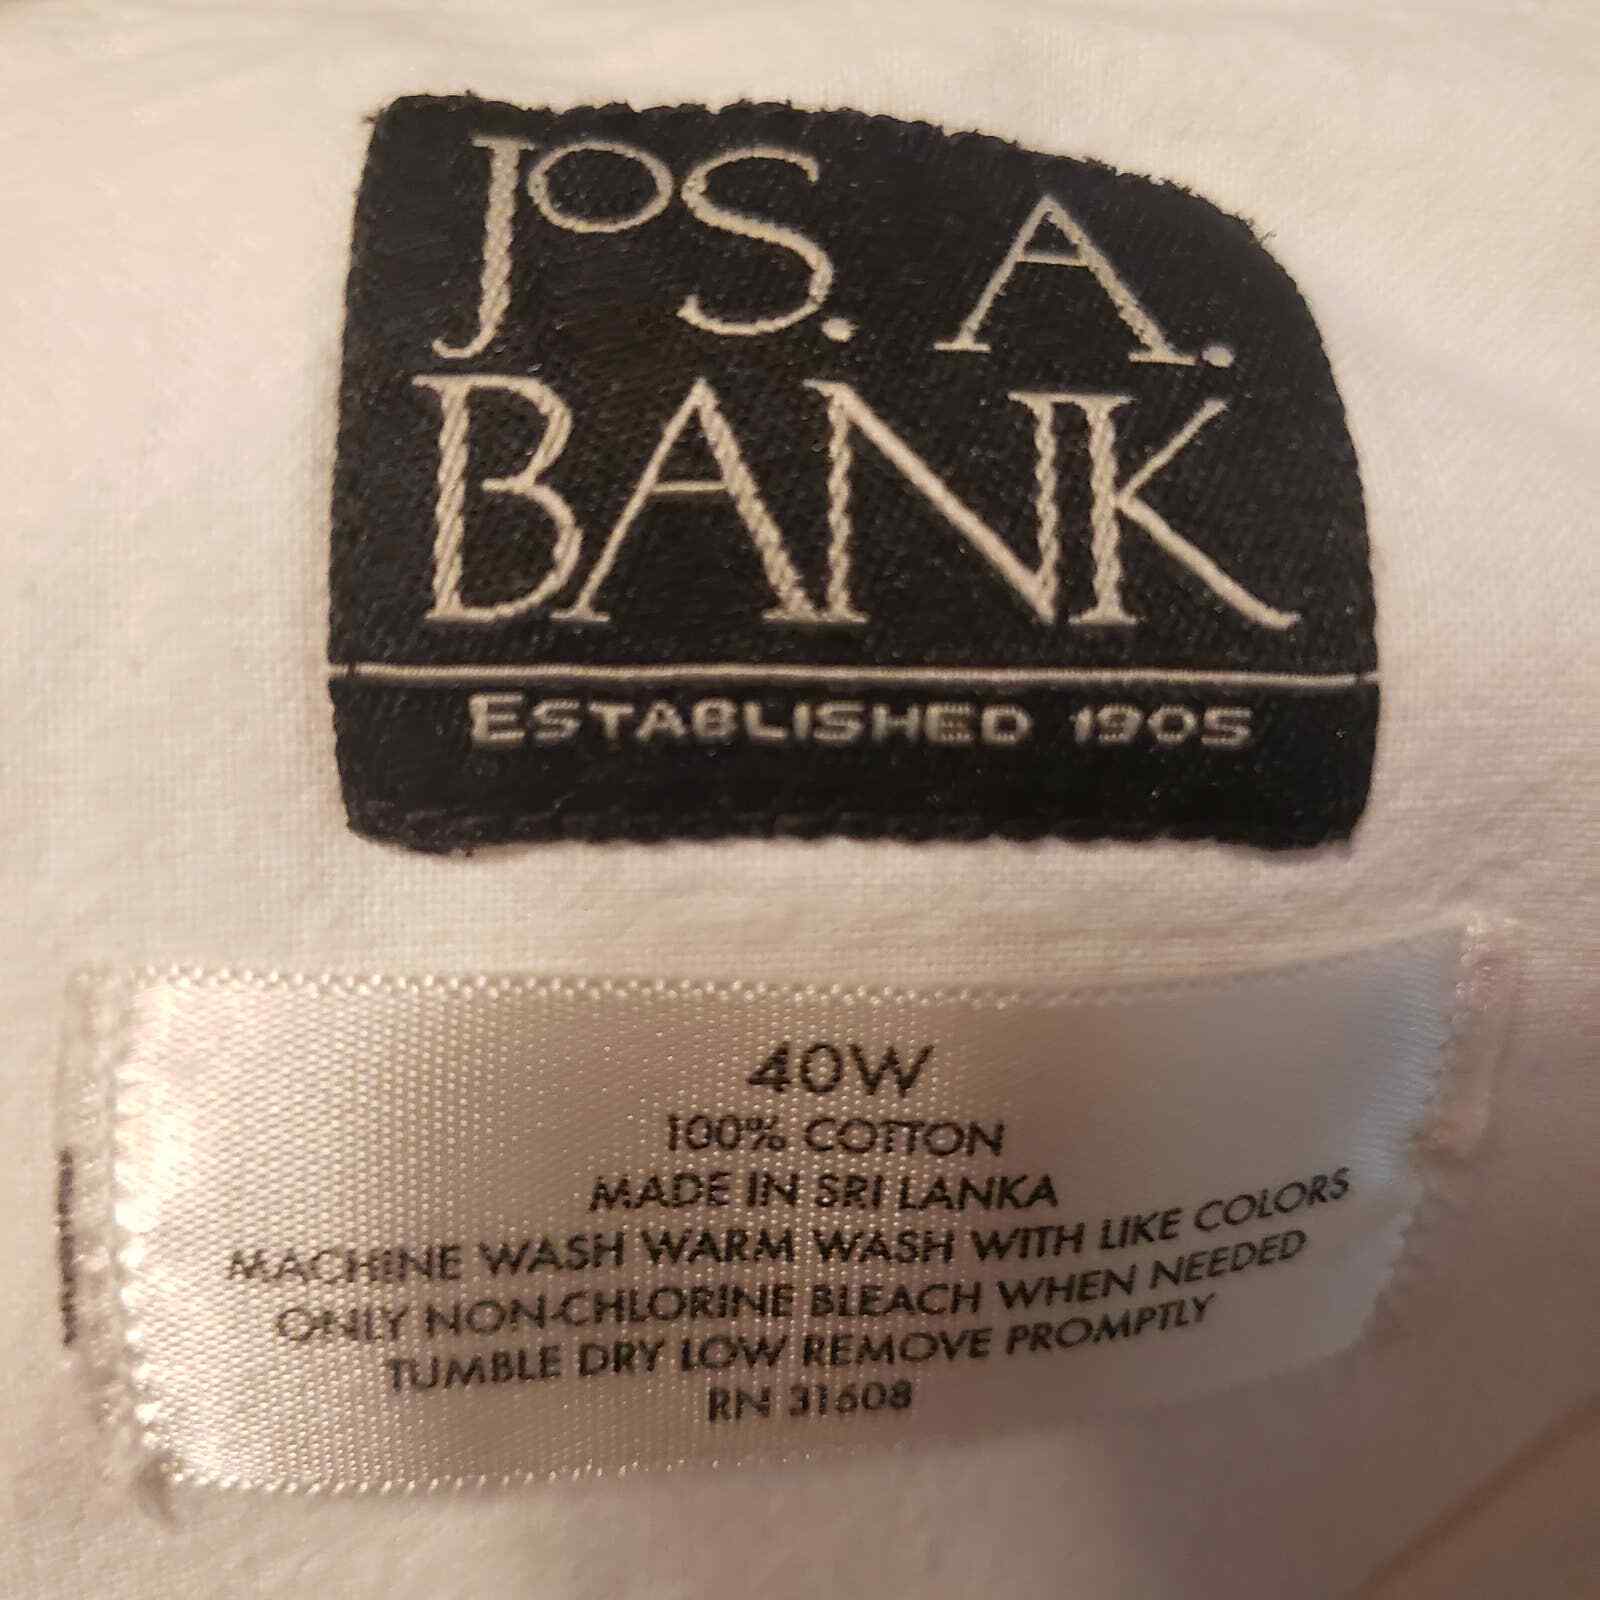 JoS. A.
BANK
ESTABLISHED 1905
40W
100% COTTON
MADE IN SRI LANKA
MACHINE WASH WARM WASH WITH LIKE COLORS
ONLY NON-CHLORINE BLEACH WHEN NEEDED
TUMBLE DRY LOW REMOVE PROMPTLY
RN 31608